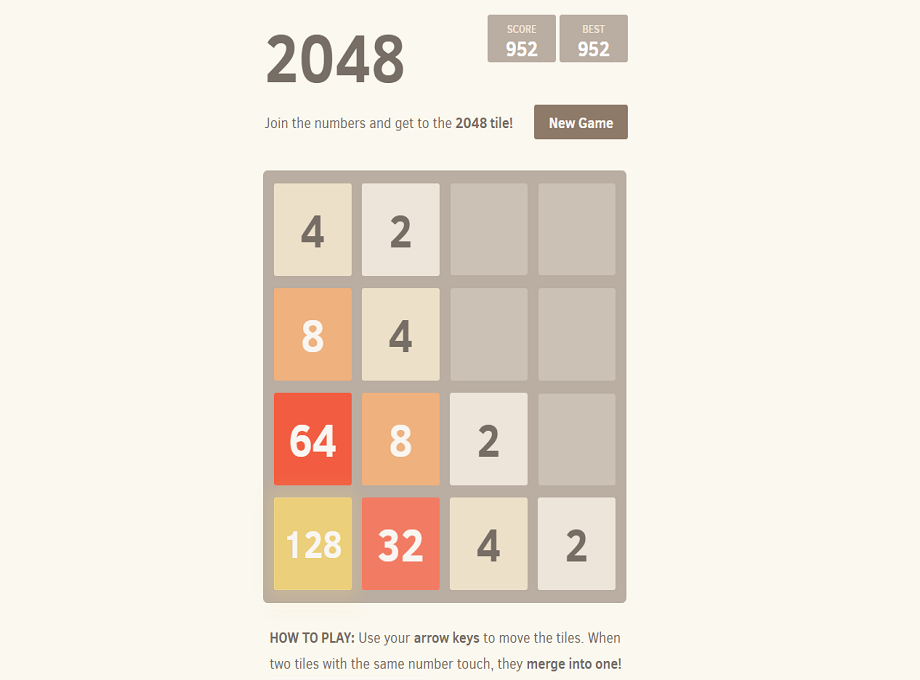 2048
SCORE
952
BEST
952
Join the numbers and get to the 2048 tile!
New Game
4 2
8 4
64 8 2
128 32 4 2
HOW TO PLAY: Use your arrow keys to move the tiles. When
two tiles with the same number touch, they merge into one!